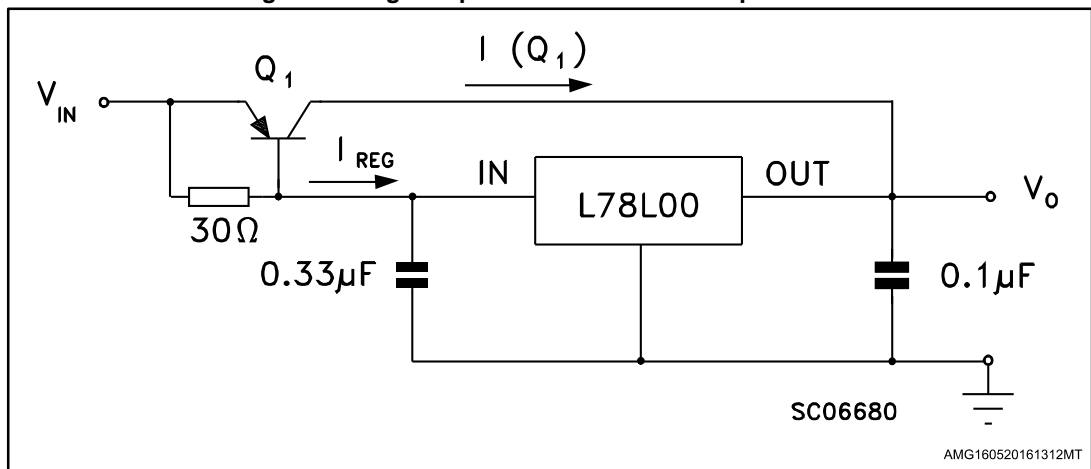 I (Q1)
Q1
VIN
IREG
IN
OUT
L78L00
VO
30Ω
0.33µF
0.1µF
SC06680
AMG160520161312MT